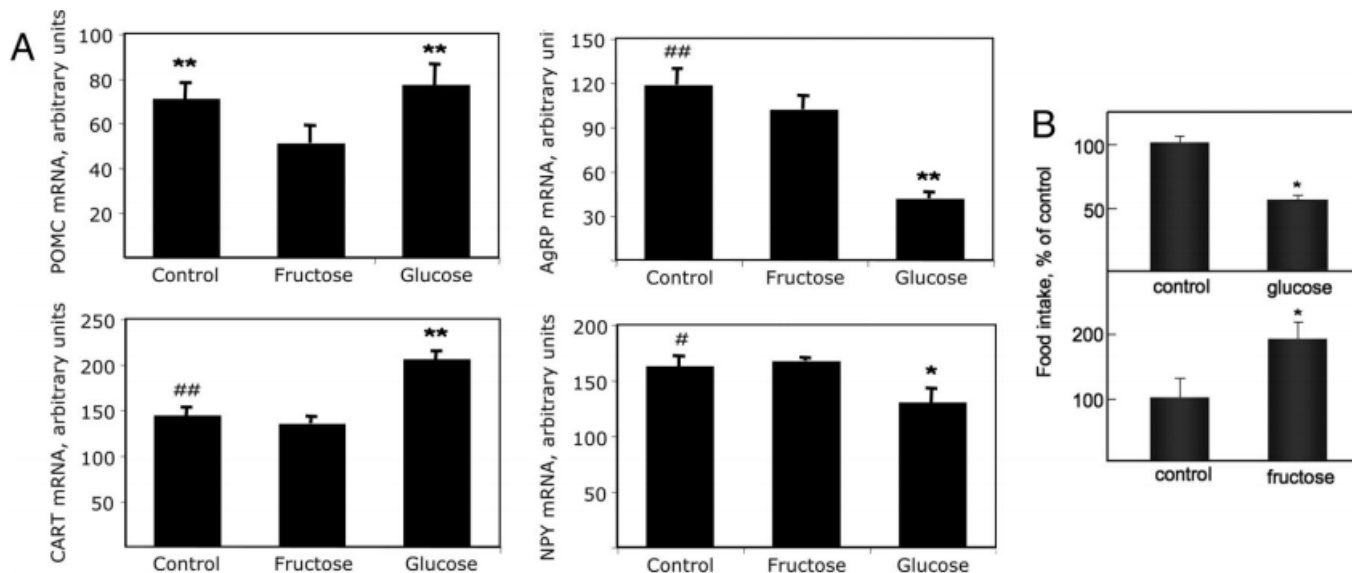 A
POMC mRNA, arbitrary units
100
80
60
40
20
**
**
Control
Fructose
Glucose
AgRP mRNA, arbitrary uni
150
120
90
60
30
##
**
Control
Fructose
Glucose
CART mRNA, arbitrary units
250
200
150
100
50
##
**
Control
Fructose
Glucose
NPY mRNA, arbitrary units
200
150
100
50
#
*
Control
Fructose
Glucose
B
Food intake, % of control
100
50
*
control
glucose
200
100
*
control
fructose